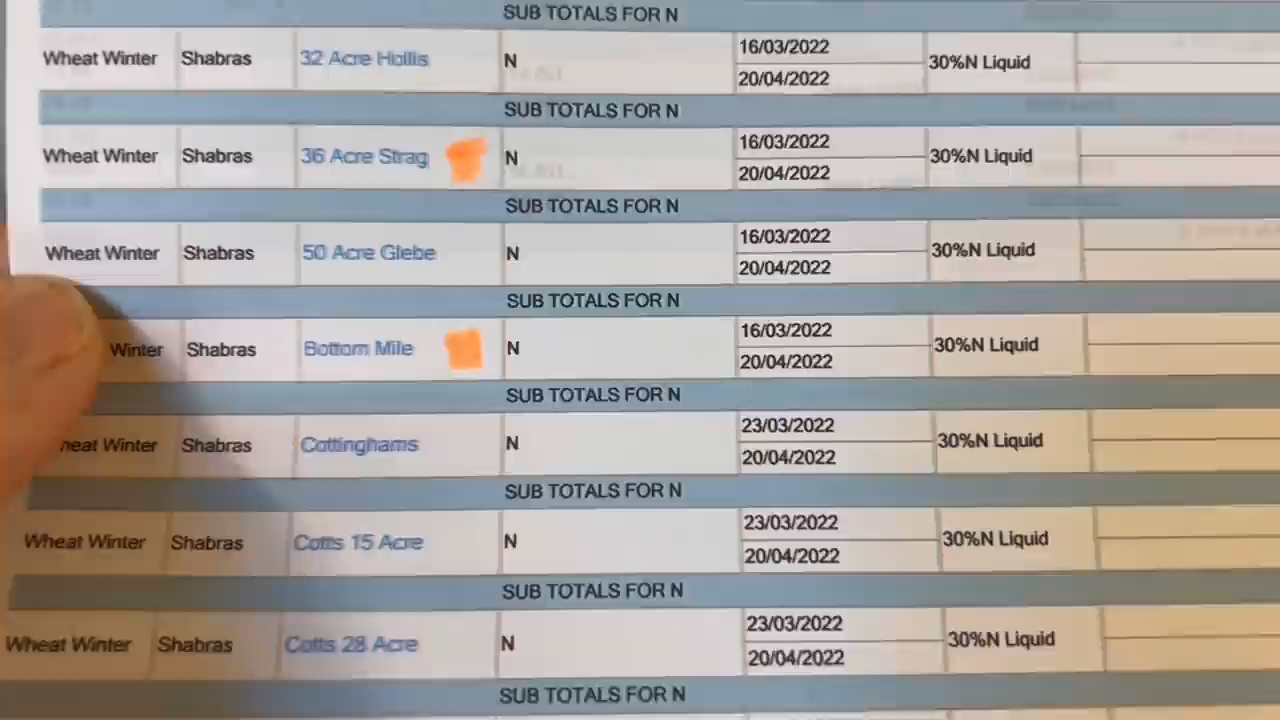 SUB TOTALS FOR N
Wheat Winter Shabras 32 Acre Hollis N 16/03/2022 30%N Liquid
20/04/2022
SUB TOTALS FOR N
Wheat Winter Shabras 36 Acre Strag N 16/03/2022 30%N Liquid
20/04/2022
SUB TOTALS FOR N
Wheat Winter Shabras 50 Acre Glebe N 16/03/2022 30%N Liquid
20/04/2022
SUB TOTALS FOR N
Winter Shabras Bottom Mile N 16/03/2022 30%N Liquid
20/04/2022
SUB TOTALS FOR N
heat Winter Shabras Cottinghams N 23/03/2022 30%N Liquid
20/04/2022
SUB TOTALS FOR N
Wheat Winter Shabras Cotts 15 Acre N 23/03/2022 30%N Liquid
20/04/2022
SUB TOTALS FOR N
Wheat Winter Shabras Cotts 28 Acre N 23/03/2022 30%N Liquid
20/04/2022
SUB TOTALS FOR N